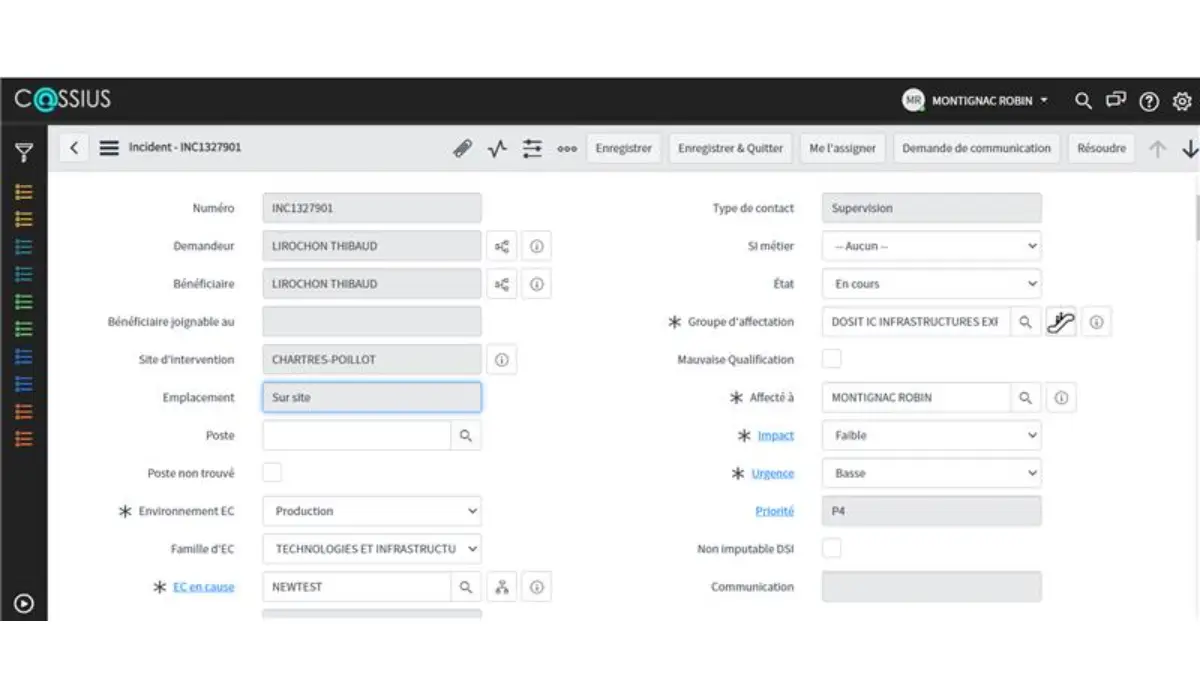 CASSIUS
MR MONTIGNAC ROBIN
Incident - INC1327901
Enregistrer
Enregistrer & Quitter
Me l'assigner
Demande de communication
Résoudre
Numéro INC1327901
Demandeur LIROCHON THIBAUD
Bénéficiaire LIROCHON THIBAUD
Bénéficiaire joignable au
Site d'intervention CHARTRES-POILLOT
Emplacement Sur site
Poste
Poste non trouvé
Environnement EC Production
Famille d'EC TECHNOLOGIES ET INFRASTRUCTU
EC en cause NEWTEST
Type de contact Supervision
SI métier -- Aucun --
État En cours
Groupe d'affectation DOSIT IC INFRASTRUCTURES EXP
Mauvaise Qualification
Affecté à MONTIGNAC ROBIN
Impact Faible
Urgence Basse
Priorité P4
Non imputable DSI
Communication